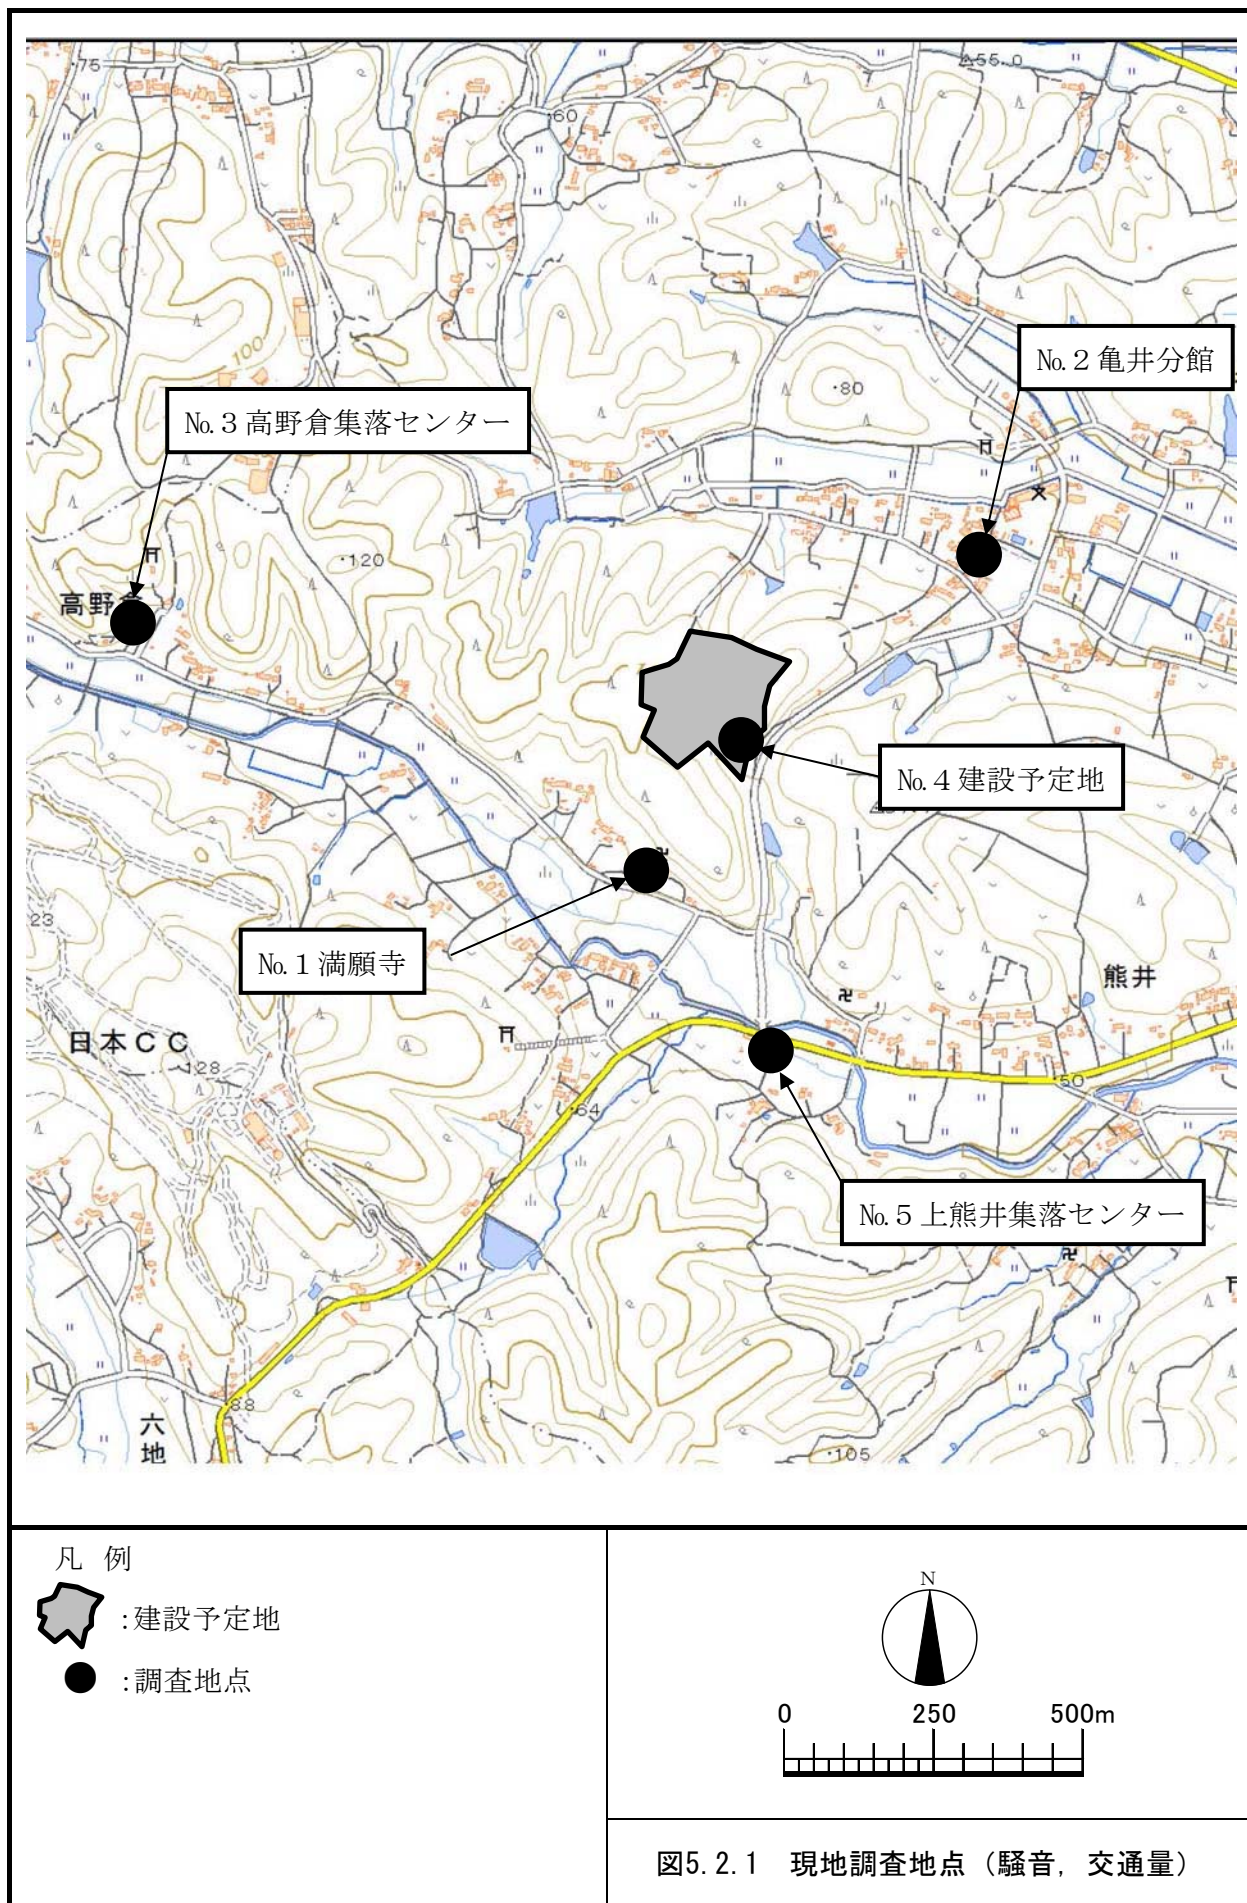 75
60
55.0
80
100
No.2 亀井分館
No.3 高野倉集落センター
120
高野倉
No.4 建設予定地
23
No.1 満願寺
熊井
日本CC
128
64
50
No.5 上熊井集落センター
88
六地
105
凡 例
:建設予定地
:調査地点
N
0 250 500m
図5.2.1 現地調査地点（騒音，交通量）